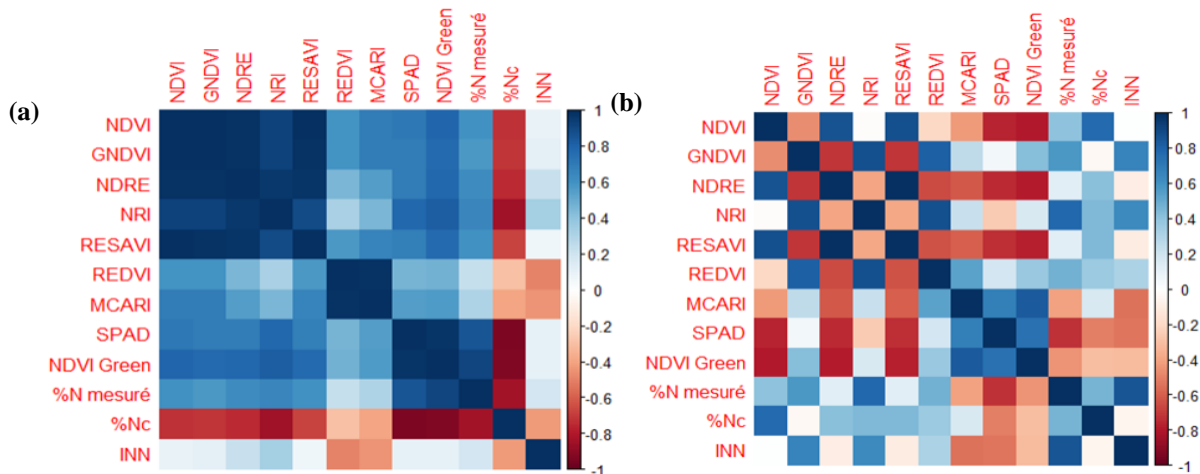 (a)
NDVI
GNDVI
NDRE
NRI
RESAVI
REDVI
MCARI
SPAD
NDVI Green
%N mesuré
%Nc
INN
NDVI
GNDVI
NDRE
NRI
RESAVI
REDVI
MCARI
SPAD
NDVI Green
%N mesuré
%Nc
INN
1
0.8
0.6
0.4
0.2
0
-0.2
-0.4
-0.6
-0.8
-1
(b)
NDVI
GNDVI
NDRE
NRI
RESAVI
REDVI
MCARI
SPAD
NDVI Green
%N mesuré
%Nc
INN
NDVI
GNDVI
NDRE
NRI
RESAVI
REDVI
MCARI
SPAD
NDVI Green
%N mesuré
%Nc
INN
1
0.8
0.6
0.4
0.2
0
-0.2
-0.4
-0.6
-0.8
-1